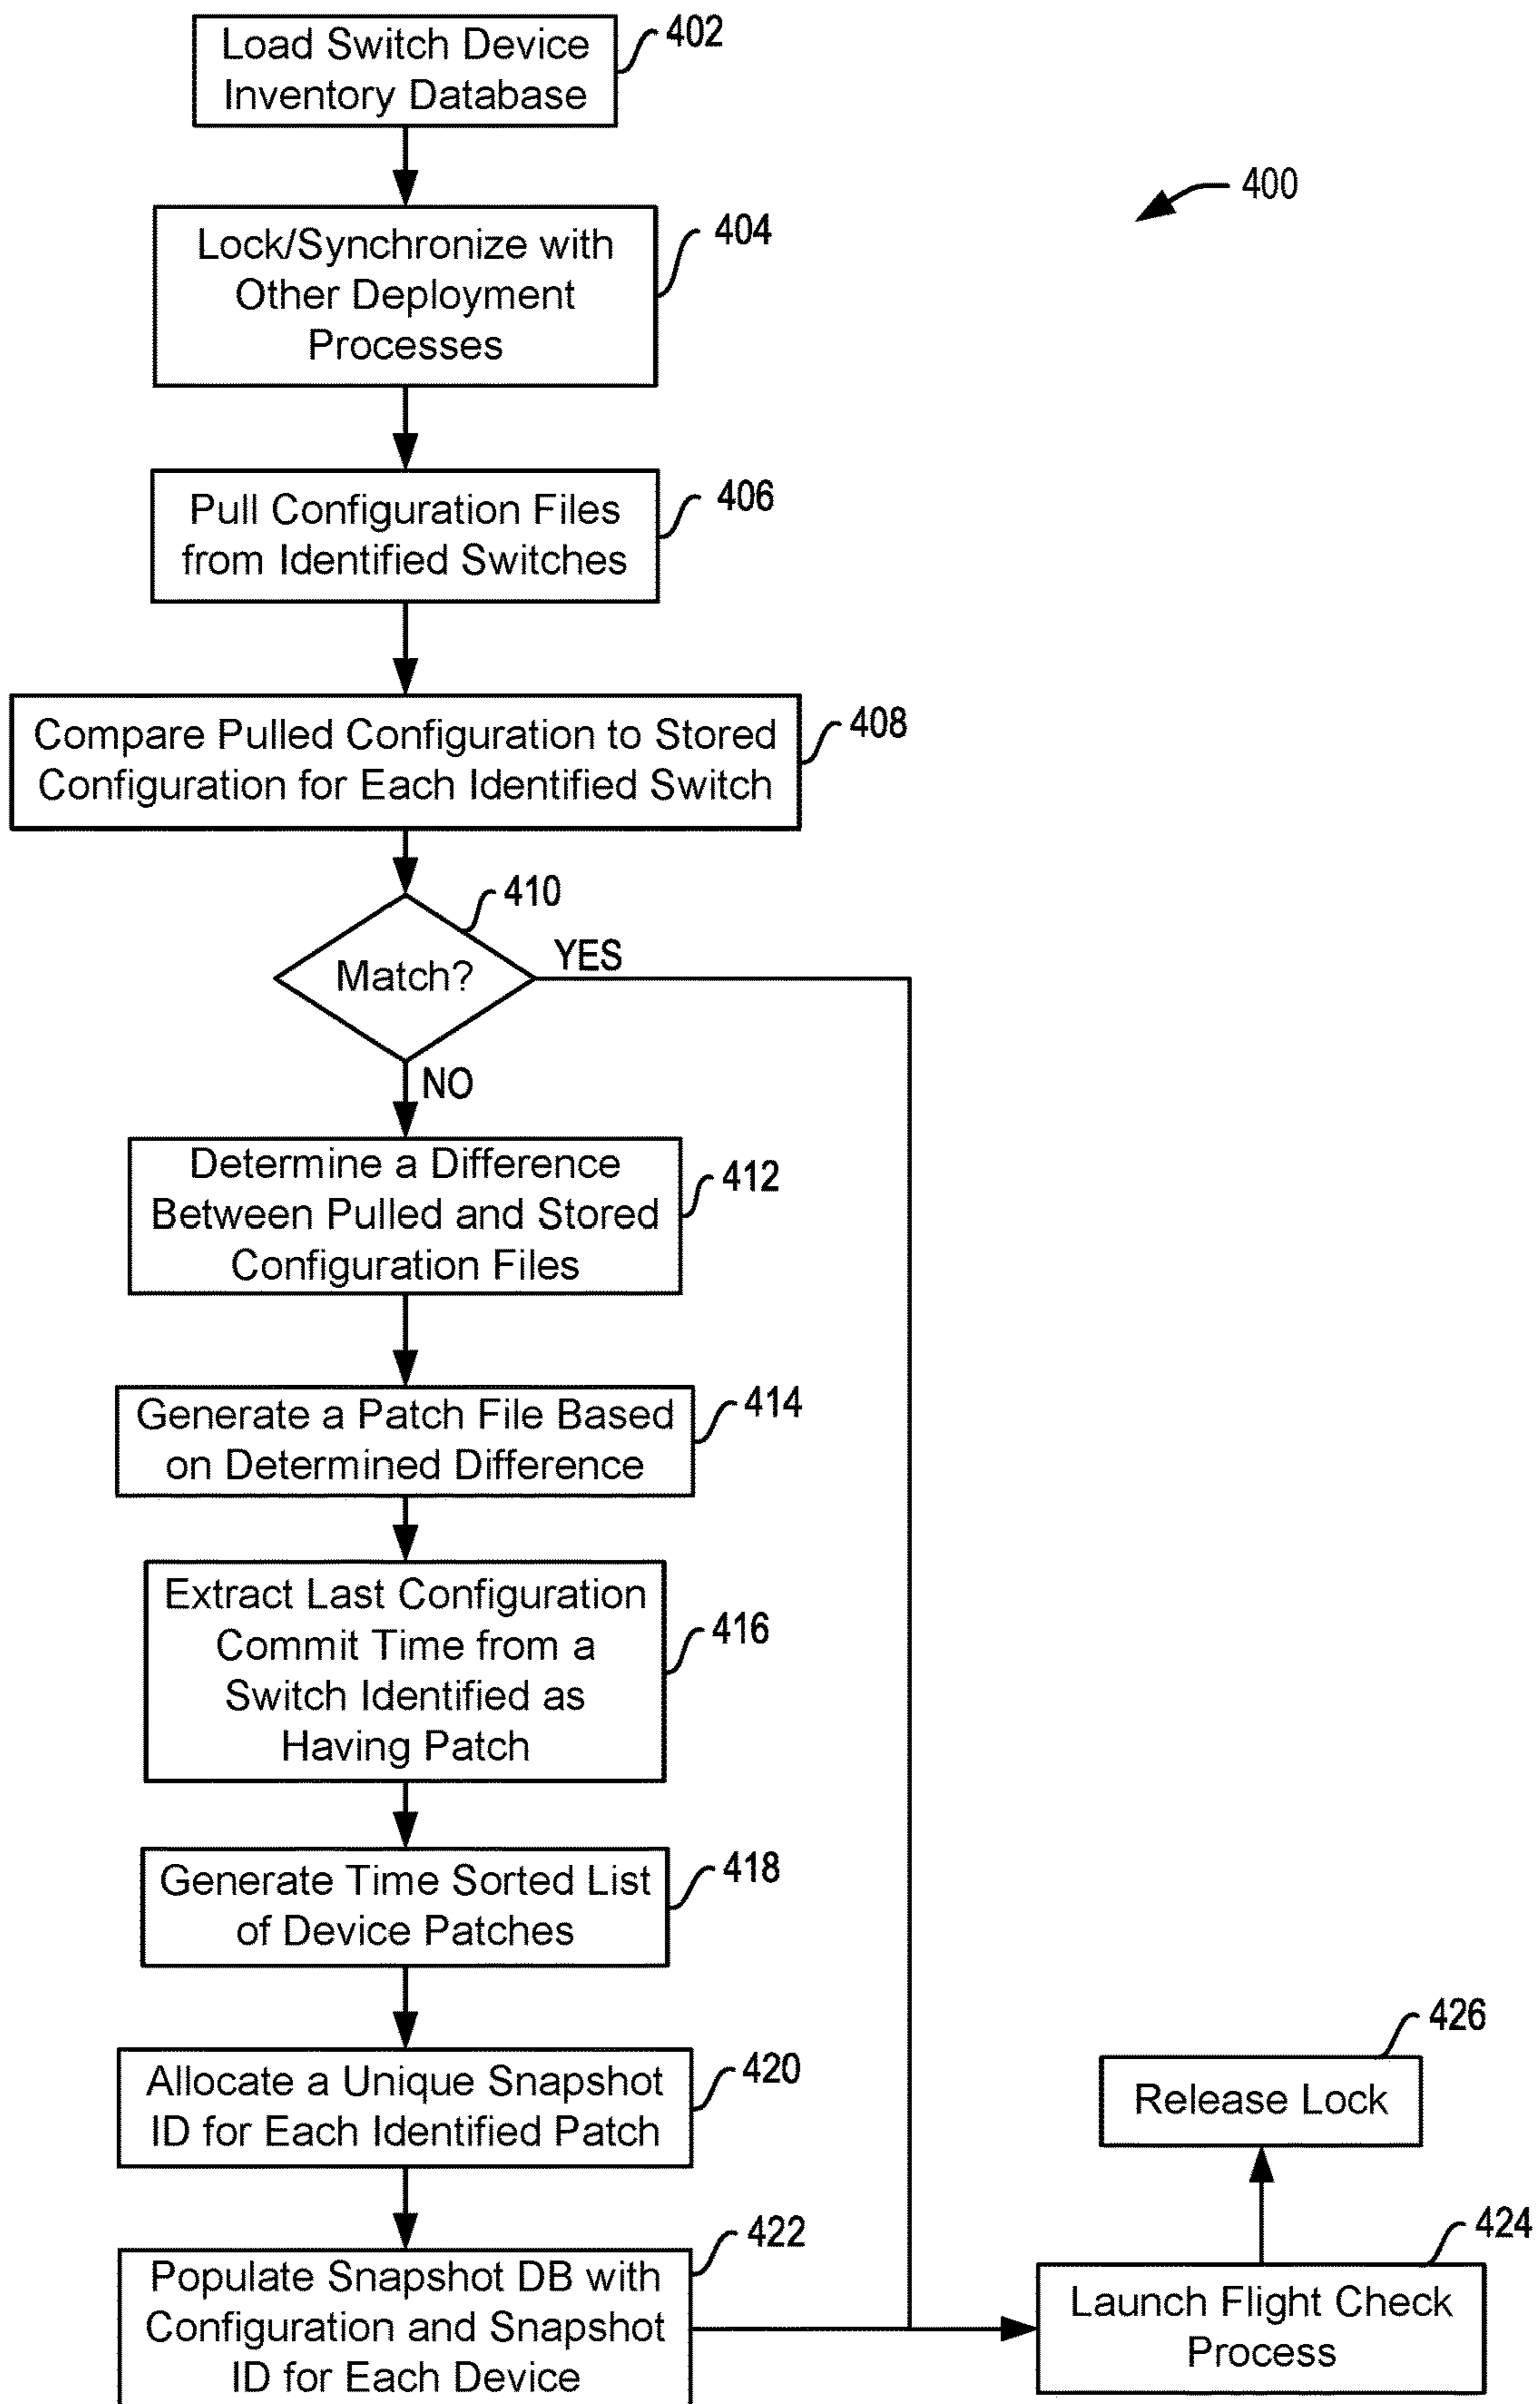 Load Switch Device
Inventory Database
402
400
Lock/Synchronize with
Other Deployment
Processes
404
Pull Configuration Files
from Identified Switches
406
Compare Pulled Configuration to Stored
Configuration for Each Identified Switch
408
410
Match?
YES
NO
Determine a Difference
Between Pulled and Stored
Configuration Files
412
Generate a Patch File Based
on Determined Difference
414
Extract Last Configuration
Commit Time from a
Switch Identified as
Having Patch
416
Generate Time Sorted List
of Device Patches
418
Allocate a Unique Snapshot
ID for Each Identified Patch
420
Populate Snapshot DB with
Configuration and Snapshot
ID for Each Device
422
Launch Flight Check
Process
424
Release Lock
426